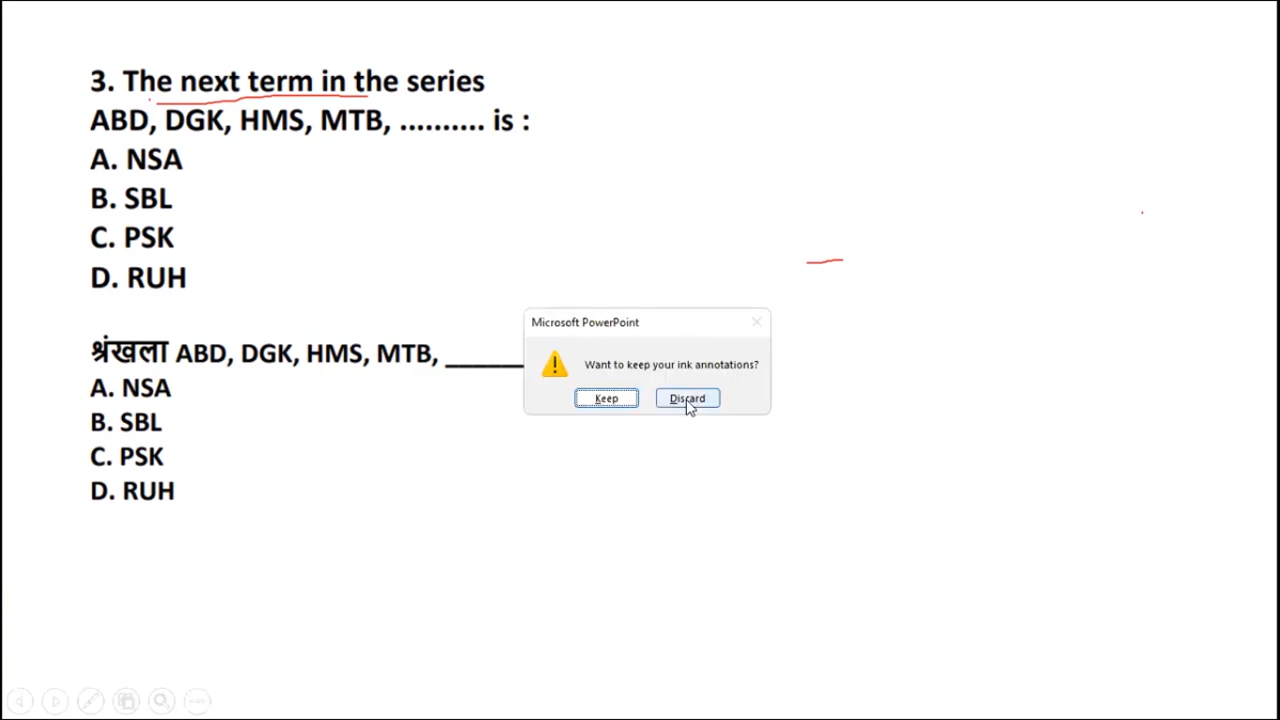 3. The next term in the series
ABD, DGK, HMS, MTB, .......... is :
A. NSA
B. SBL
C. PSK
D. RUH
श्रंखला ABD, DGK, HMS, MTB, ______
A. NSA
B. SBL
C. PSK
D. RUH
Microsoft PowerPoint
Want to keep your ink annotations?
Keep
Discard